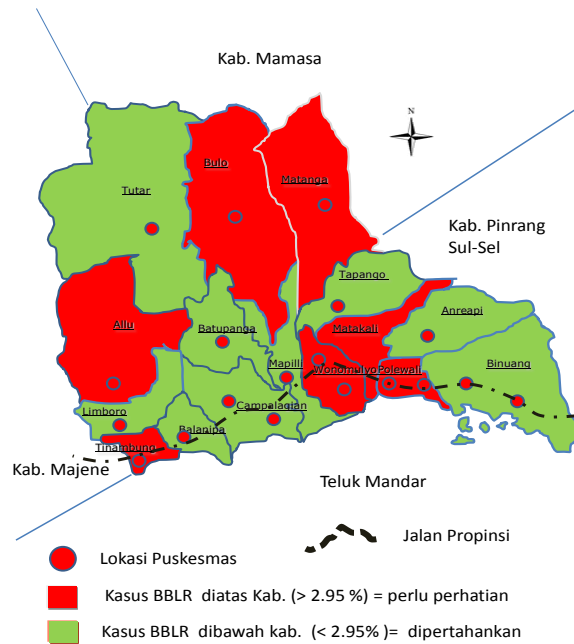 Kab. Mamasa
N
Bulo
Matanga
Tutar
Kab. Pinrang
Sul-Sel
Tapango
Anreapi
Allu
Batupanga
Matakali
Mapilli
Wonomulyo
Polewali
Binuang
Limboro
Campalagian
Balanipa
Tinambung
Kab. Majene
Teluk Mandar
Jalan Propinsi
Lokasi Puskesmas
Kasus BBLR diatas Kab. (> 2.95 %) = perlu perhatian
Kasus BBLR dibawah kab. (< 2.95% )= dipertahankan